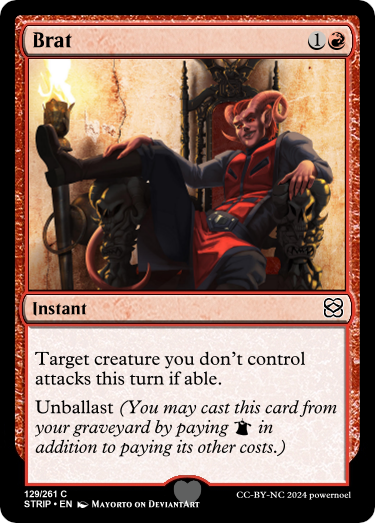 Brat 1
Instant
Target creature you don't control
attacks this turn if able.
Unballast (You may cast this card from
your graveyard by paying in
addition to paying its other costs.)
129/261 C
STRIP • EN Mayorto on DeviantArt
CC-BY-NC 2024 powernoel